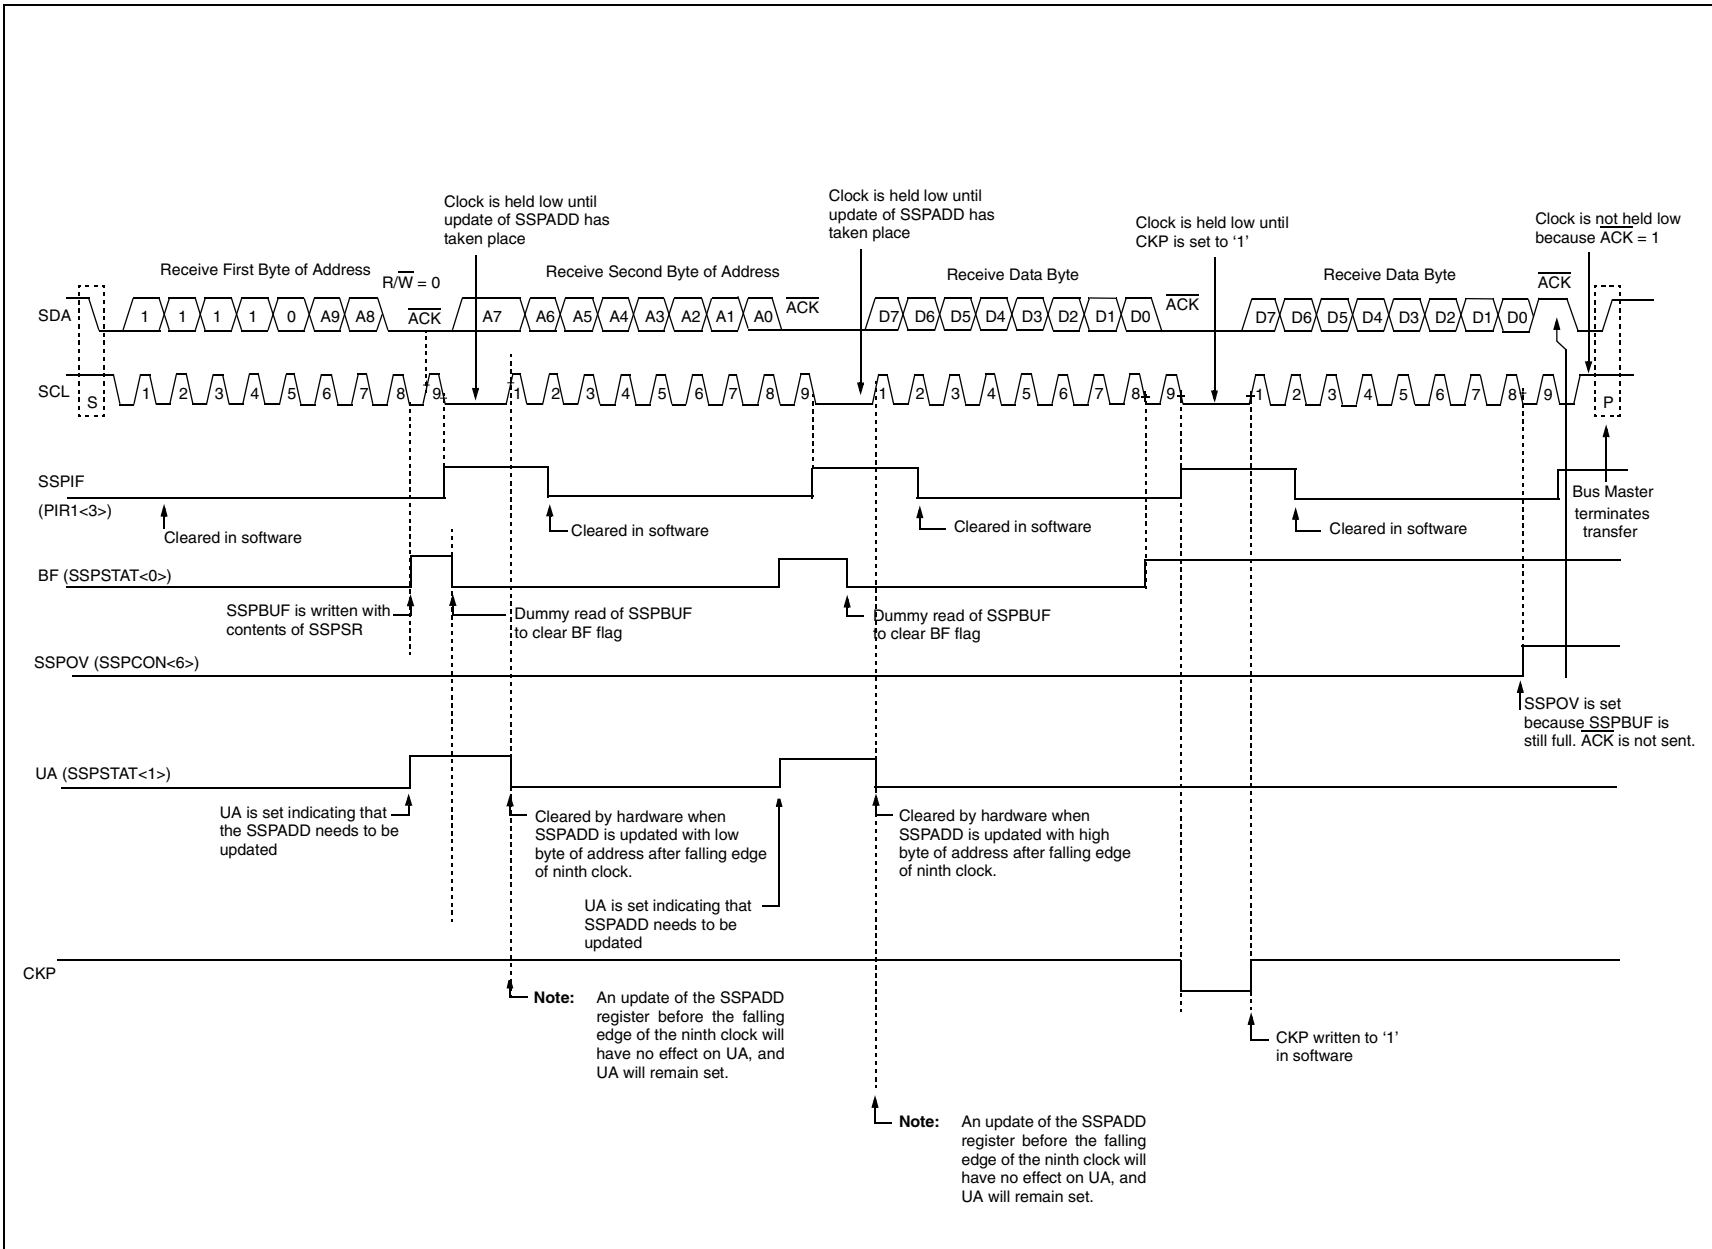 Clock is held low until
update of SSPADD has
taken place
Clock is held low until
update of SSPADD has
taken place
Clock is held low until
CKP is set to ‘1’
Clock is not held low
because ACK = 1
Receive First Byte of Address
R/W = 0
Receive Second Byte of Address
Receive Data Byte
Receive Data Byte
ACK
SDA
1 1 1 1 0 A9 A8 ACK A7 A6 A5 A4 A3 A2 A1 A0 ACK D7 D6 D5 D4 D3 D2 D1 D0 ACK D7 D6 D5 D4 D3 D2 D1 D0
SCL
S 1 2 3 4 5 6 7 8 9 1 2 3 4 5 6 7 8 9 1 2 3 4 5 6 7 8 9 1 2 3 4 5 6 7 8 9 P
SSPIF
(PIR1<3>)
Cleared in software
Cleared in software
Cleared in software
Cleared in software
Bus Master
terminates
transfer
BF (SSPSTAT<0>)
SSPBUF is written with
contents of SSPSR
Dummy read of SSPBUF
to clear BF flag
Dummy read of SSPBUF
to clear BF flag
SSPOV (SSPCON<6>)
SSPOV is set
because SSPBUF is
still full. ACK is not sent.
UA (SSPSTAT<1>)
UA is set indicating that
the SSPADD needs to be
updated
Cleared by hardware when
SSPADD is updated with low
byte of address after falling edge
of ninth clock.
Cleared by hardware when
SSPADD is updated with high
byte of address after falling edge
of ninth clock.
UA is set indicating that
SSPADD needs to be
updated
CKP
Note: An update of the SSPADD
register before the falling
edge of the ninth clock will
have no effect on UA, and
UA will remain set.
CKP written to ‘1’
in software
Note: An update of the SSPADD
register before the falling
edge of the ninth clock will
have no effect on UA, and
UA will remain set.